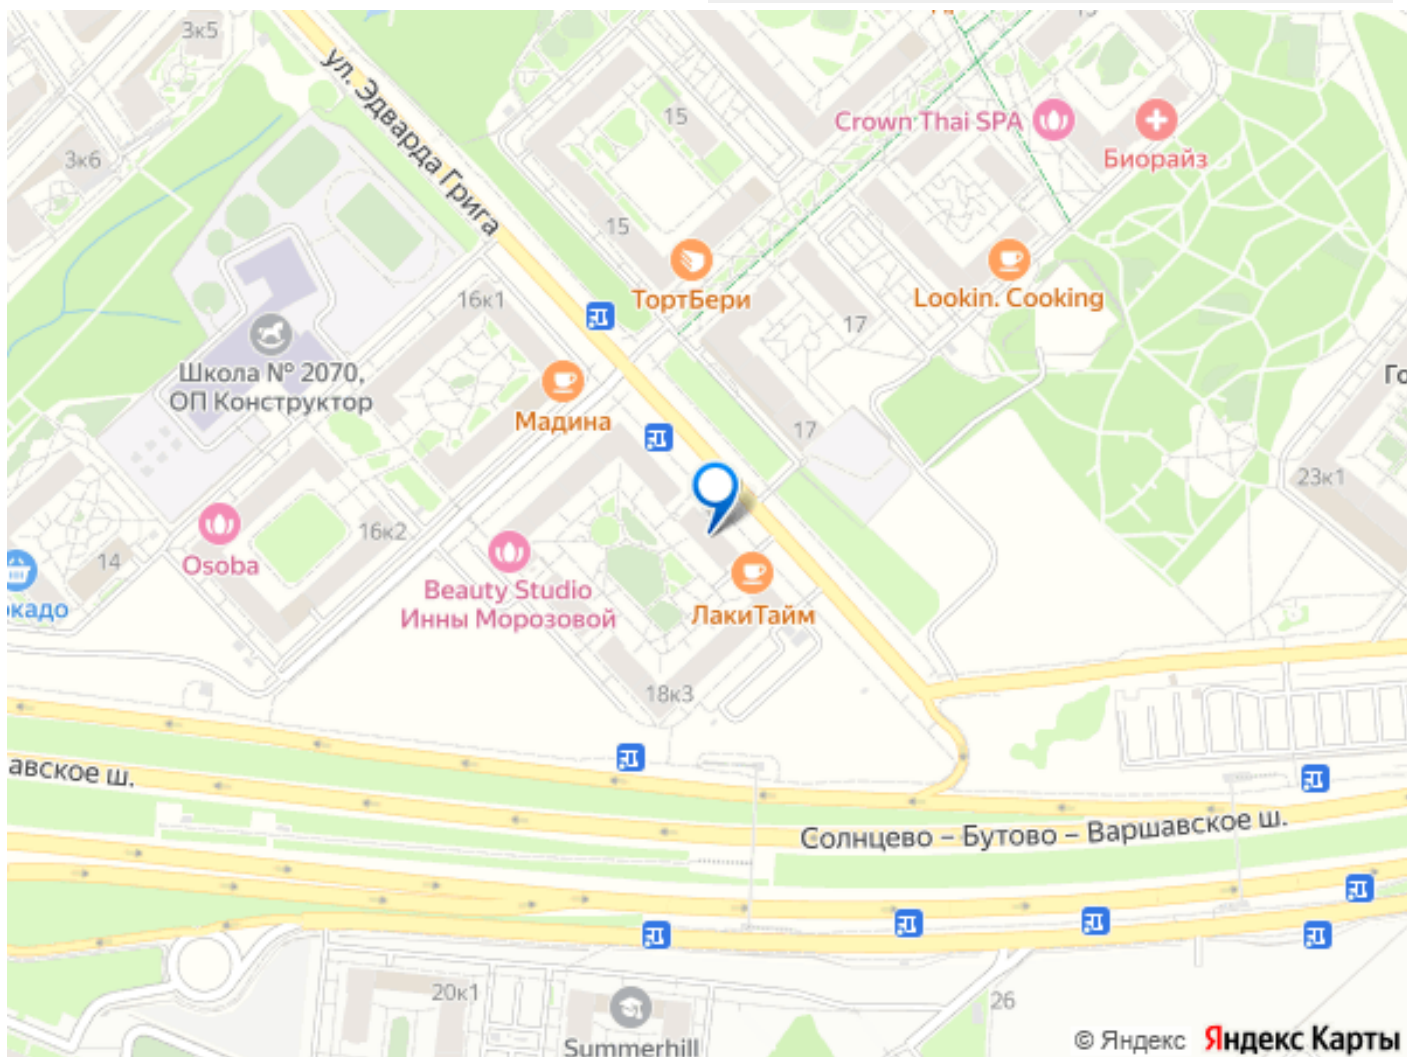 3к5
15
ул. Эдварда Грига
Crown Thai SPA
Биорайз
3к6
15
16к1
ТортБери
Lookin. Cooking
17
Школа № 2070,
ОП Конструктор
Мадина
17
23к1
16к2
Osoba
14
Beauty Studio
Инны Морозовой
ЛакиТайм
18к3
авское ш.
Солнцево – Бутово – Варшавское ш.
20к1
26
Summerhill
© Яндекс Яндекс Карты